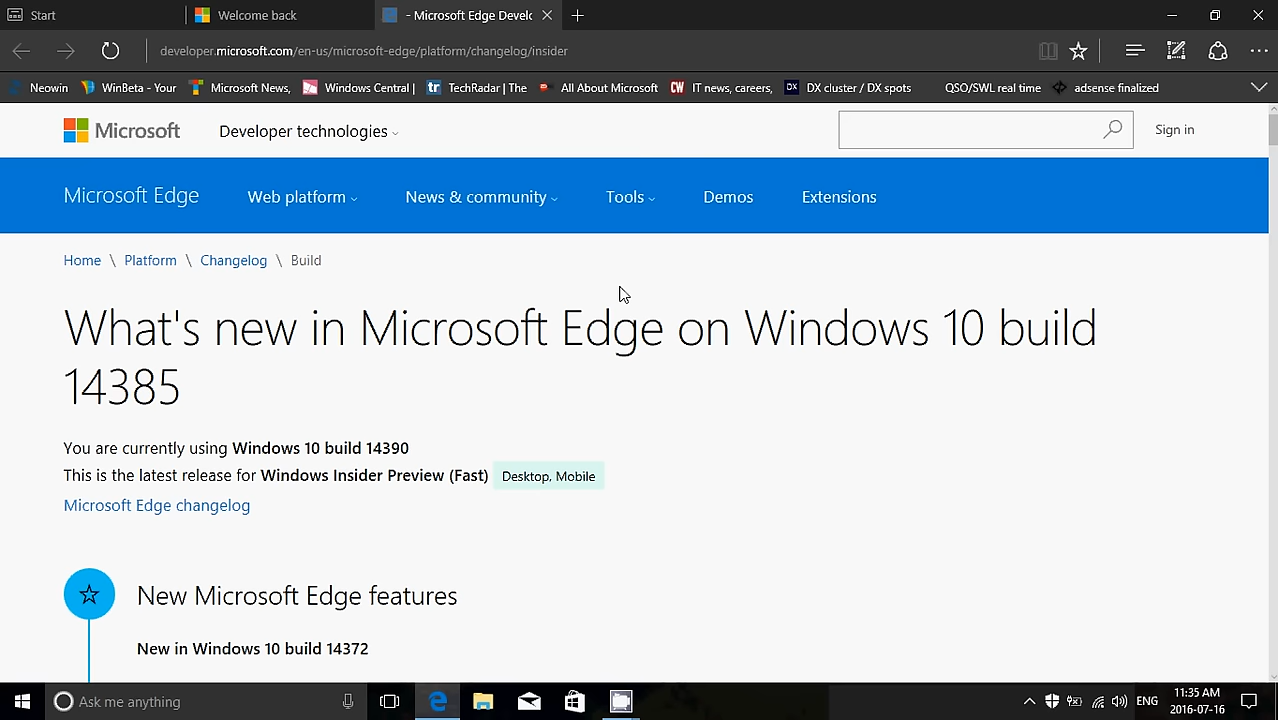 Start
Welcome back
- Microsoft Edge Develo
developer.microsoft.com/en-us/microsoft-edge/platform/changelog/insider
Neowin
WinBeta - Your
Microsoft News,
Windows Central |
tr TechRadar | The
All About Microsoft
CW IT news, careers,
DX DX cluster / DX spots
QSO/SWL real time
adsense finalized
Microsoft
Developer technologies
Sign in
Microsoft Edge
Web platform
News & community
Tools
Demos
Extensions
Home \ Platform \ Changelog \ Build
What's new in Microsoft Edge on Windows 10 build
14385
You are currently using Windows 10 build 14390
This is the latest release for Windows Insider Preview (Fast) Desktop, Mobile
Microsoft Edge changelog
New Microsoft Edge features
New in Windows 10 build 14372
Ask me anything
ENG
11:35 AM
2016-07-16